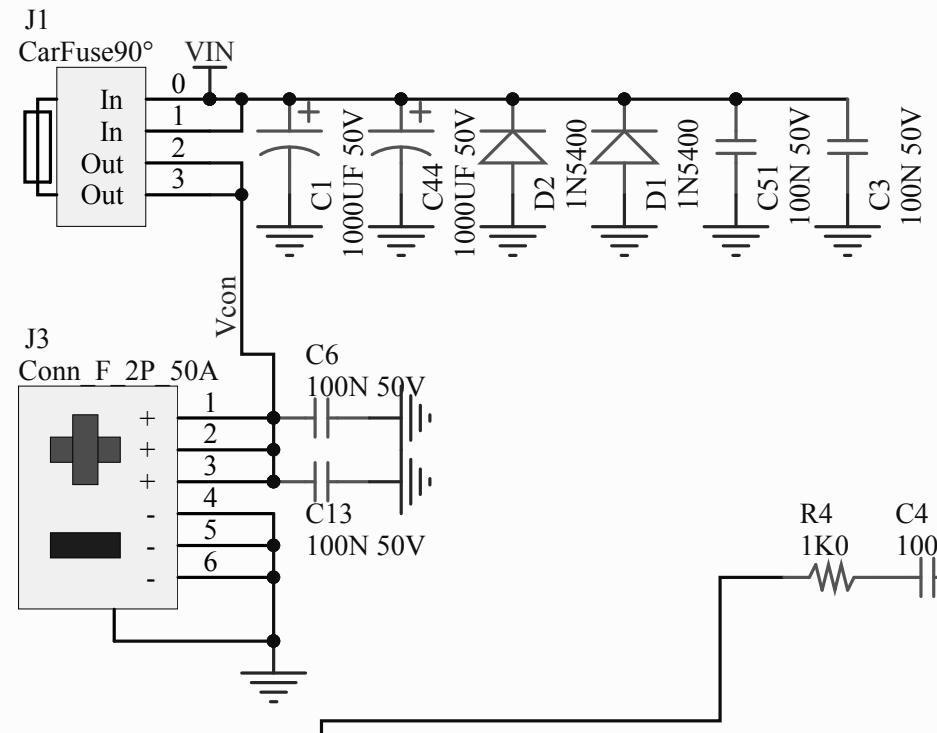 J1
CarFuse90°
VIN
In
In
Out
Out
0
1
2
3
+
C1
1000UF 50V
+
C44
1000UF 50V
D2
1N5400
D1
1N5400
C51
100N 50V
C3
100N 50V
Vcon
J3
Conn_F_2P_50A
+ 1
+ 2
+ 3
- 4
- 5
- 6
C6
100N 50V
C13
100N 50V
R4
1K0
C4
100